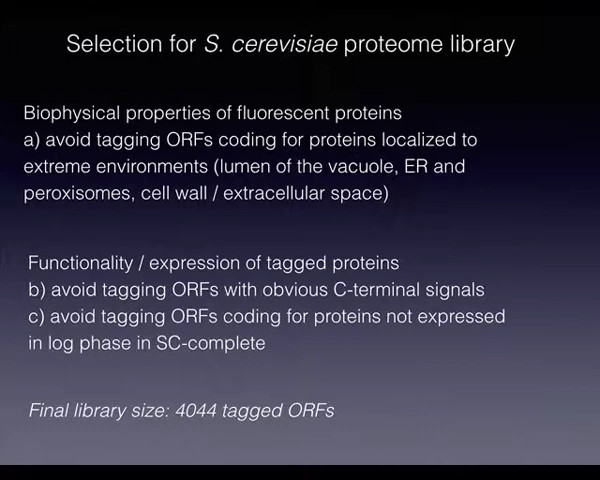 Selection for S. cerevisiae proteome library
Biophysical properties of fluorescent proteins
a) avoid tagging ORFs coding for proteins localized to
extreme environments (lumen of the vacuole, ER and
peroxisomes, cell wall / extracellular space)
Functionality / expression of tagged proteins
b) avoid tagging ORFs with obvious C-terminal signals
c) avoid tagging ORFs coding for proteins not expressed
in log phase in SC-complete
Final library size: 4044 tagged ORFs